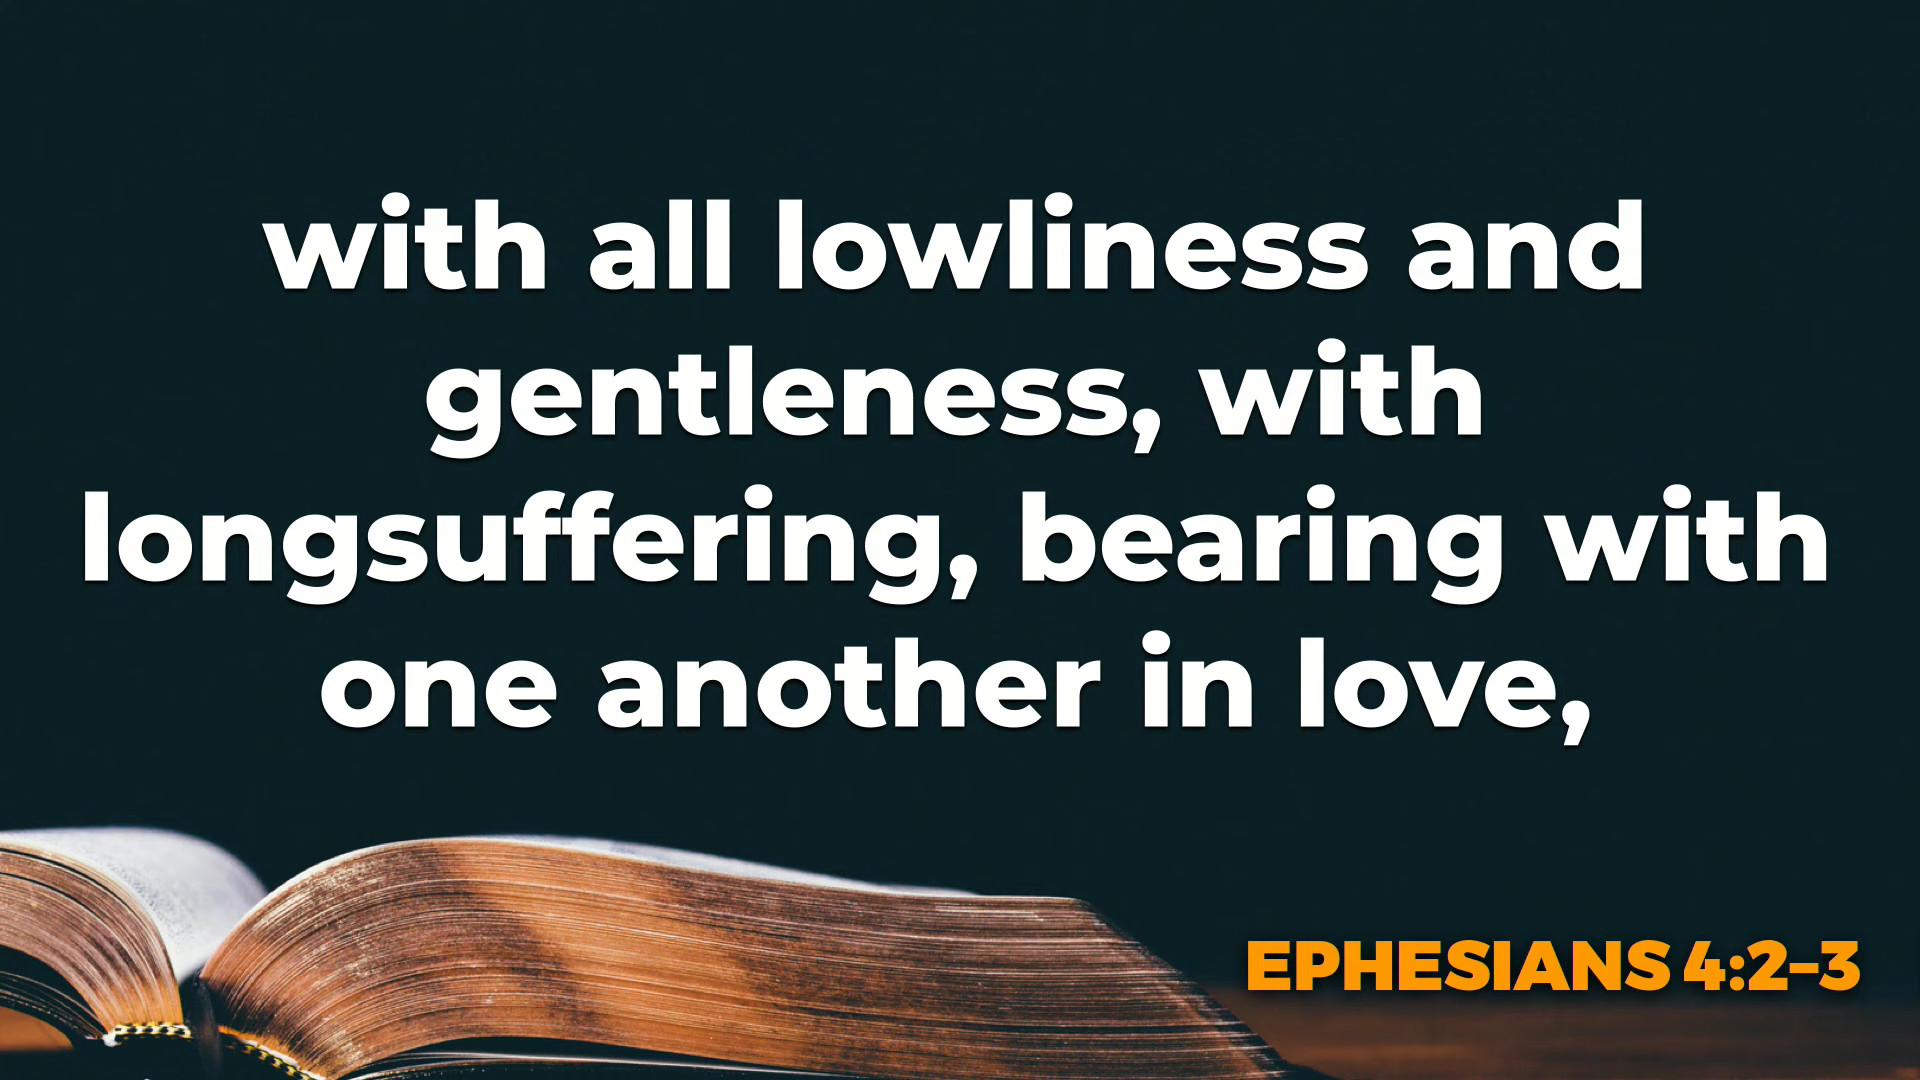 with all lowliness and
gentleness, with
longsuffering, bearing with
one another in love,
EPHESIANS 4:2–3